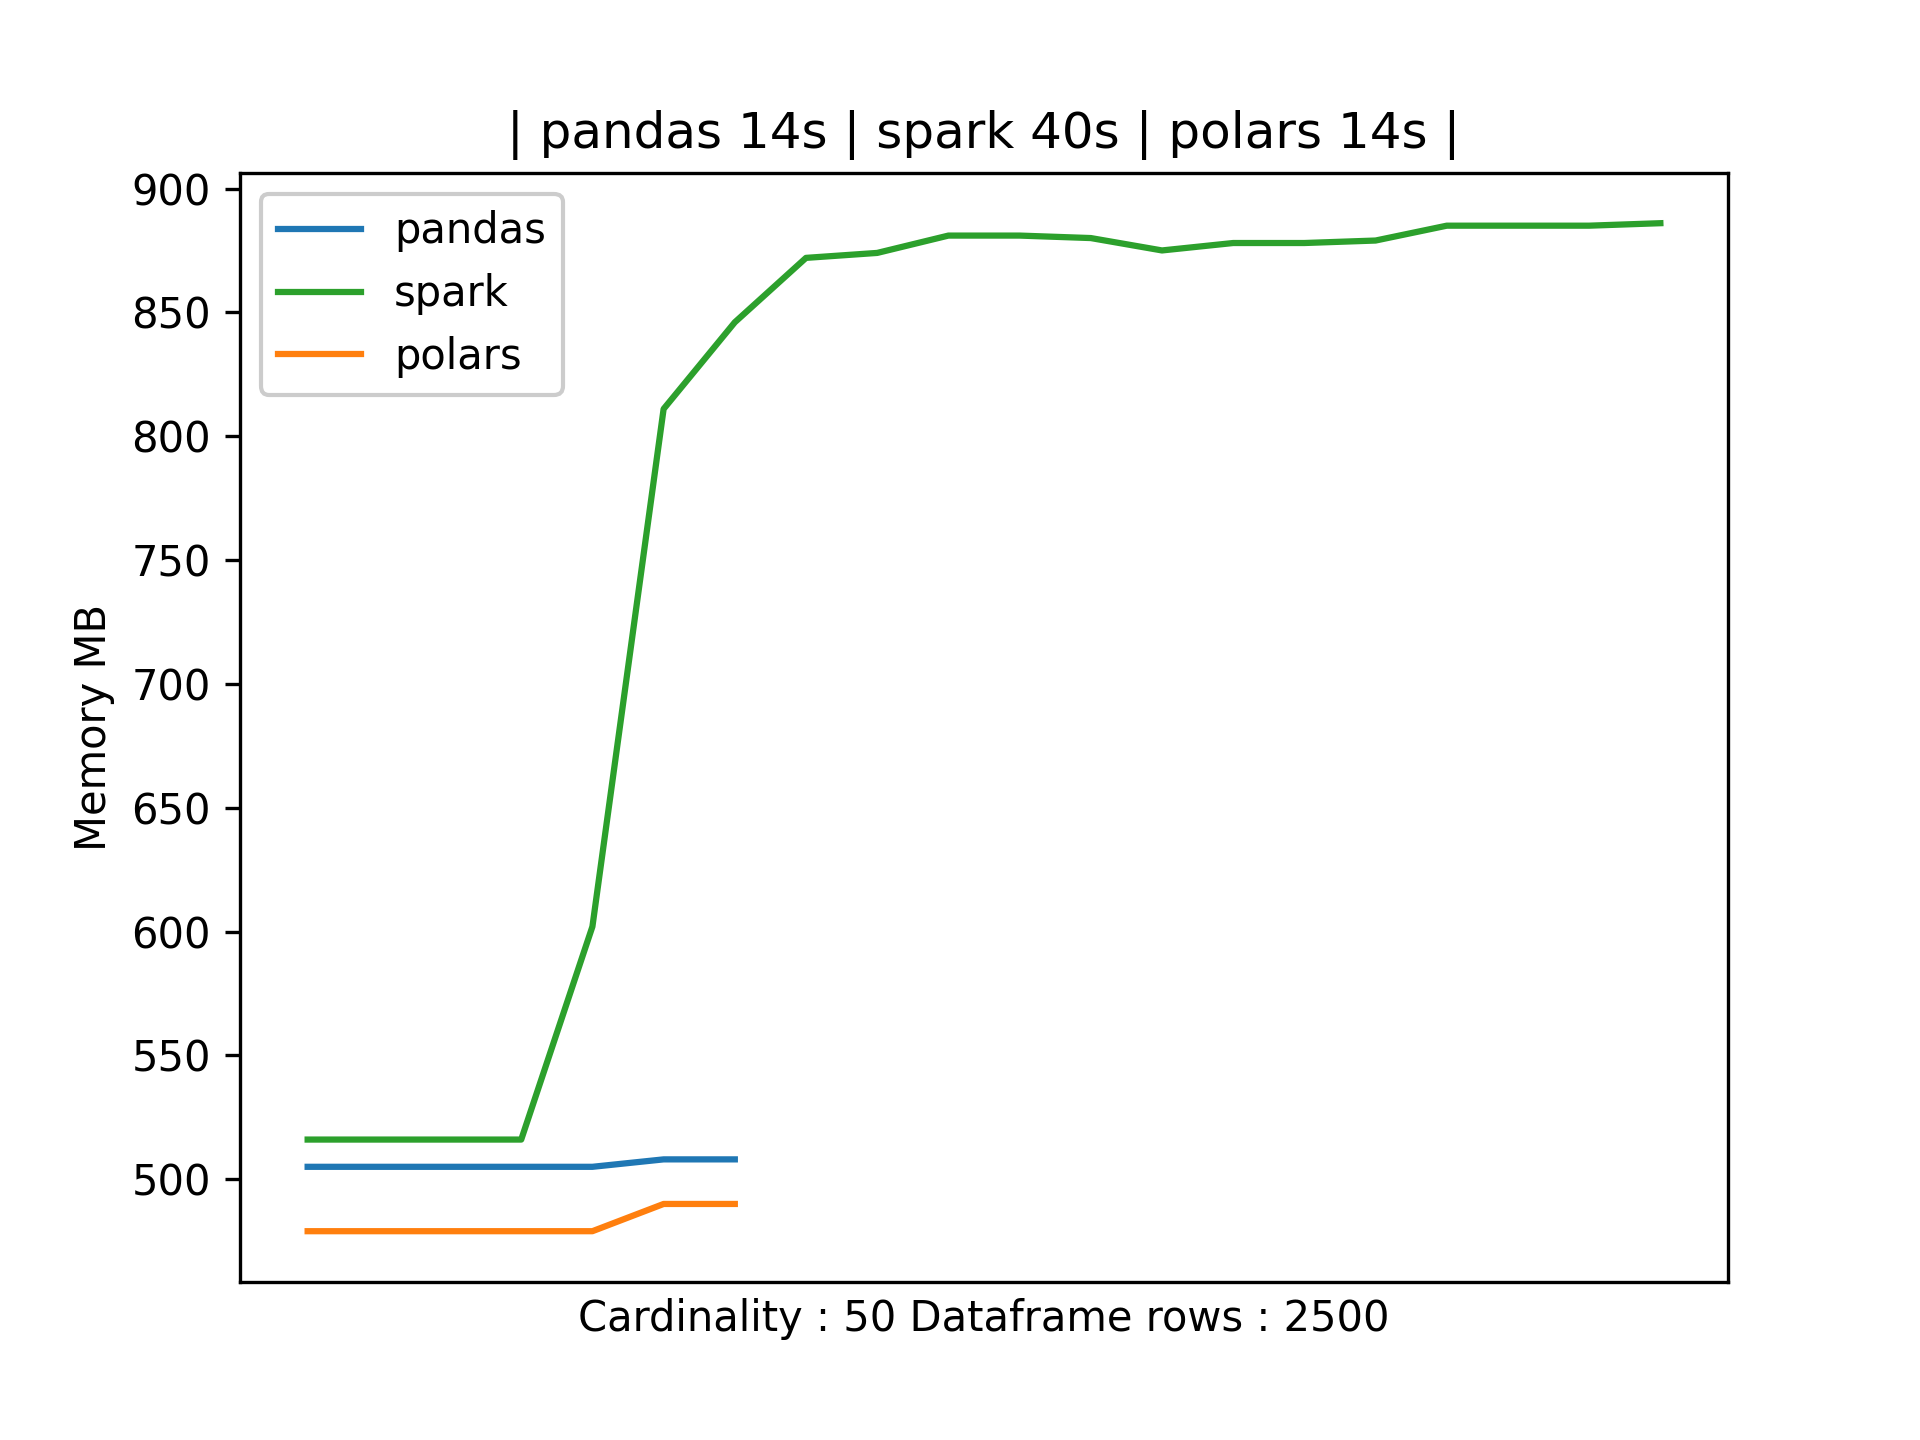 | pandas 14s | spark 40s | polars 14s |
pandas
spark
polars
Memory MB
900
850
800
750
700
650
600
550
500
Cardinality : 50 Dataframe rows : 2500